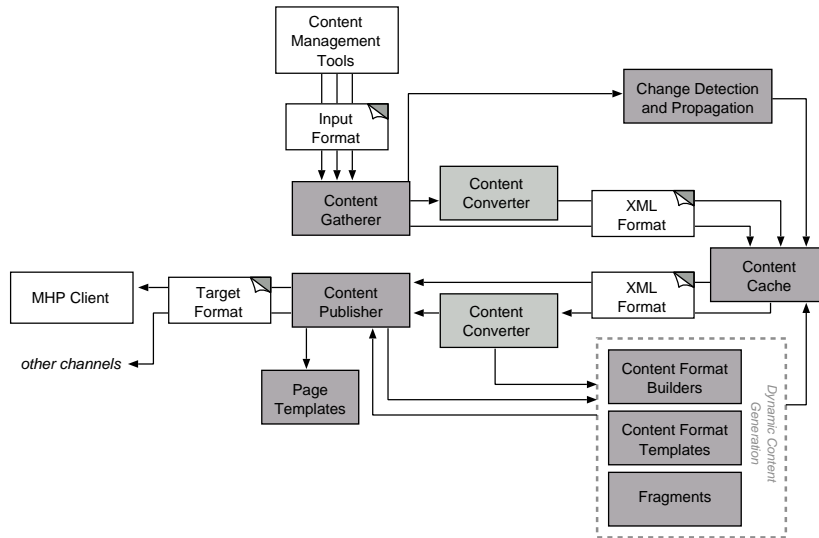 Content
Management
Tools
Input
Format
Change Detection
and Propagation
Content
Gatherer
Content
Converter
XML
Format
Content
Cache
MHP Client
Target
Format
Content
Publisher
Content
Converter
XML
Format
other channels
Page
Templates
Content Format
Builders
Content Format
Templates
Fragments
Dynamic Content
Generation